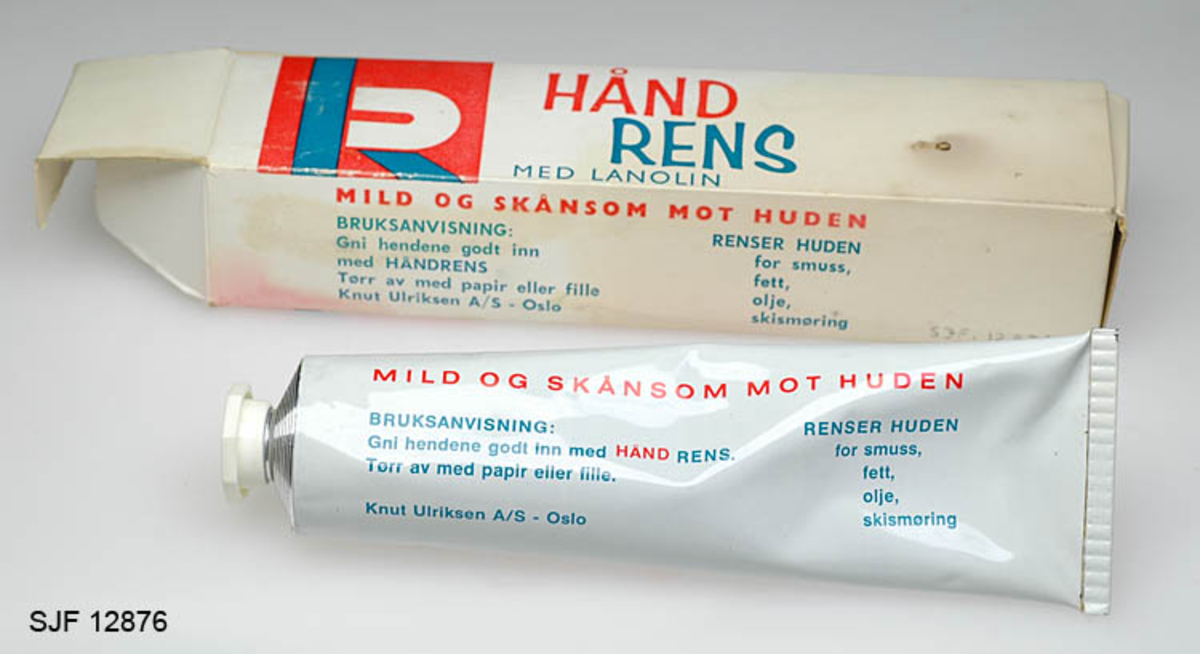 HÅND
RENS
MED LANOLIN
MILD OG SKÅNSOM MOT HUDEN
BRUKSANVISNING:
Gni hendene godt inn
med HÅNDRENS
Tørr av med papir eller fille
Knut Ulriksen A/S - Oslo
RENSER HUDEN
for smuss,
fett,
olje,
skismøring
SJF. 
MILD OG SKÅNSOM MOT HUDEN
BRUKSANVISNING:
Gni hendene godt inn med HÅND RENS.
Tørr av med papir eller fille.
Knut Ulriksen A/S - Oslo
RENSER HUDEN
for smuss,
fett,
olje,
skismøring
SJF 12876